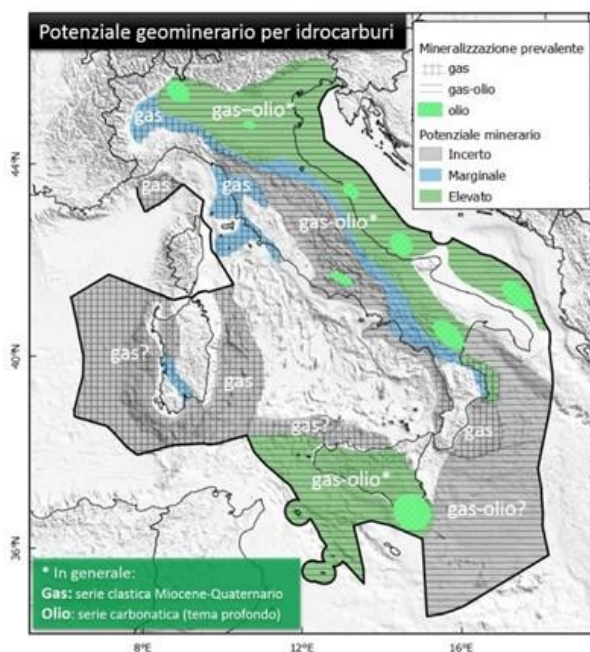 Potenziale geominerario per idrocarburi
Mineralizzazione prevalente
gas
gas-olio
olio
Potenziale minerario
Incerto
Marginale
Elevato
gas
gas–olio*
44°N
gas
gas
gas-olio*
gas?
gas
40°N
gas?
gas
gas-olio*
gas-olio?
36°N
* In generale:
Gas: serie clastica Miocene-Quaternario
Olio: serie carbonatica (tema profondo)
8°E
12°E
16°E